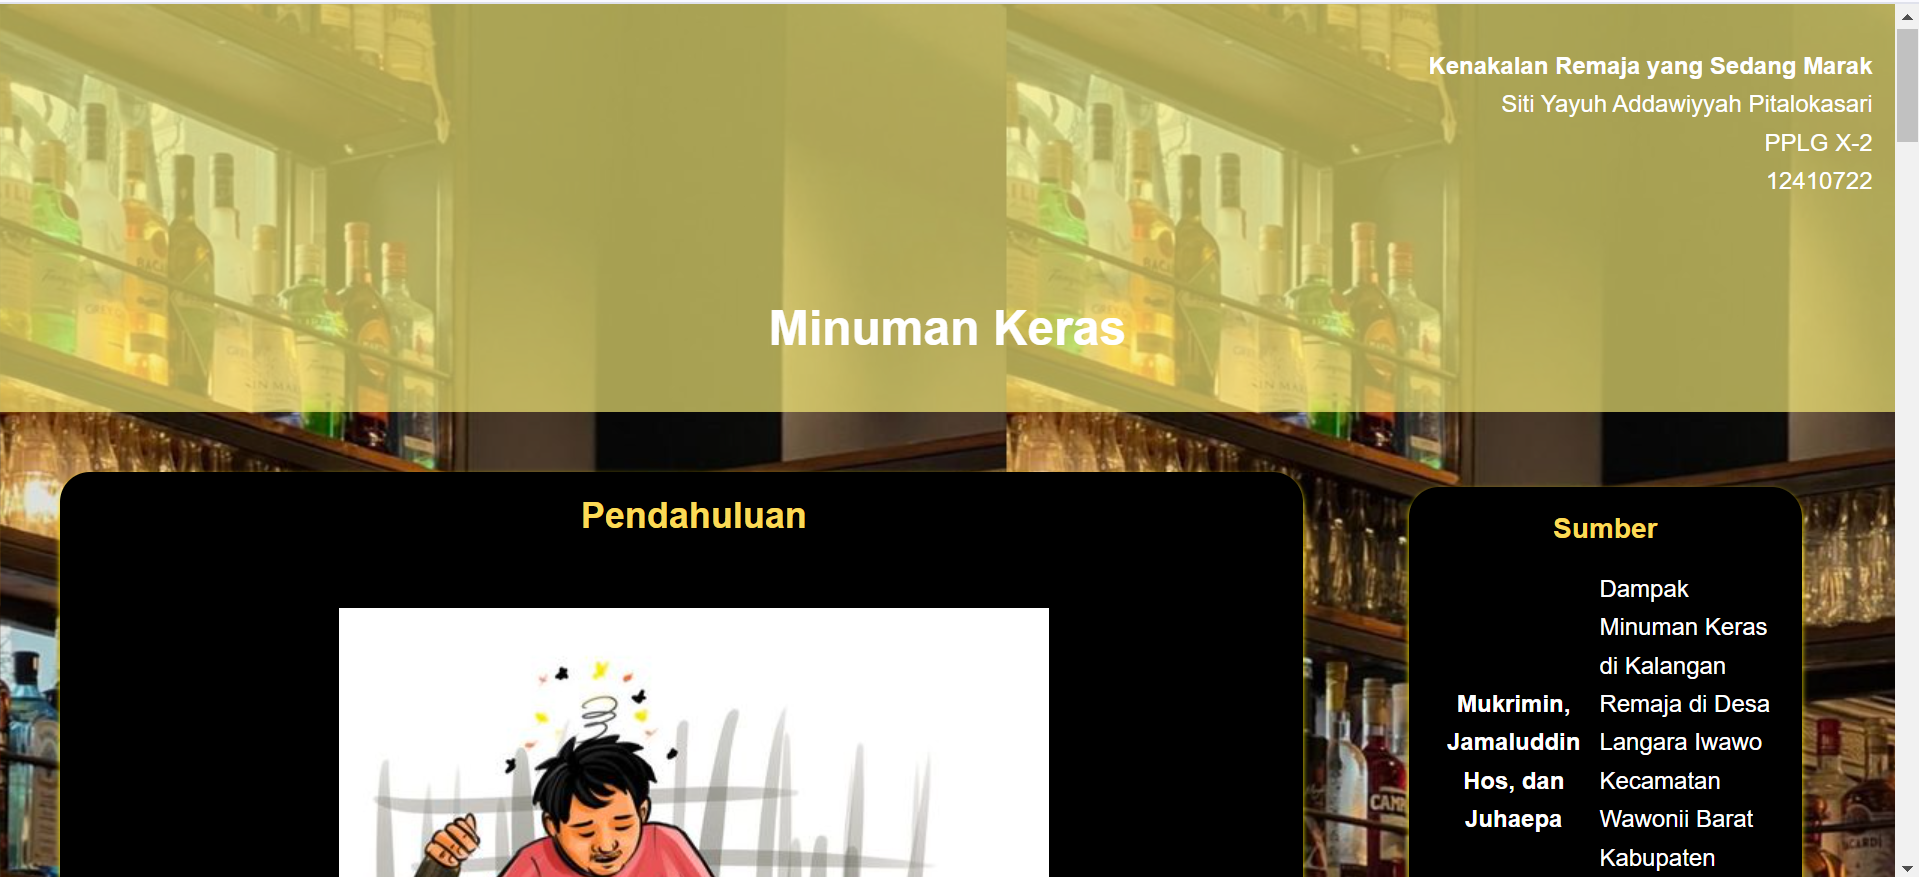 Kenakalan Remaja yang Sedang Marak
Siti Yayuh Addawiyyah Pitalokasari
PPLG X-2
12410722
Minuman Keras
Pendahuluan
Sumber
Mukrimin,
Jamaluddin
Hos, dan
Juhaepa
Dampak
Minuman Keras
di Kalangan
Remaja di Desa
Langara Iwawo
Kecamatan
Wawonii Barat
Kabupaten